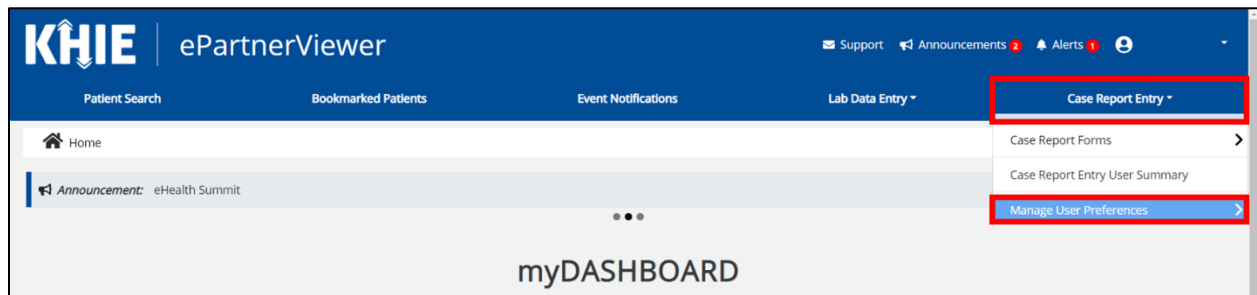 KHIE ePartnerViewer
Support Announcements 2 Alerts 1
Patient Search Bookmarked Patients Event Notifications Lab Data Entry Case Report Entry
Home
Case Report Forms
Case Report Entry User Summary
Announcement: eHealth Summit
Manage User Preferences
myDASHBOARD